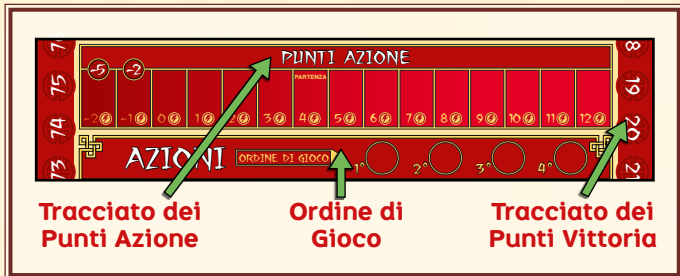 PUNTI AZIONE
-5 -2
PARTENZA
-2 -1 0 1 2 3 4 5 6 7 8 9 10 11 12
AZIONI ORDINE DI GIOCO 1° 2° 3° 4°
75
74
73
8
19
20
21
Tracciato dei
Punti Azione
Ordine di
Gioco
Tracciato dei
Punti Vittoria